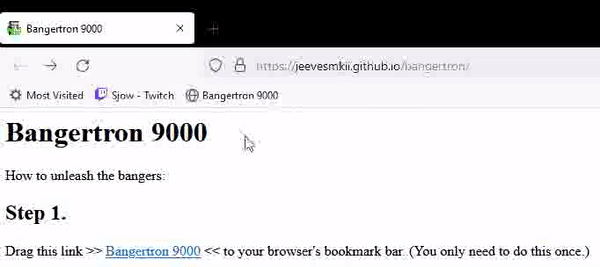 Bangertron 9000
https://jeevesmkii.github.io/bangertron/
Most Visited Sjow - Twitch Bangertron 9000
Bangertron 9000
How to unleash the bangers:
Step 1.
Drag this link >> Bangertron 9000 << to your browser's bookmark bar. (You only need to do this once.)